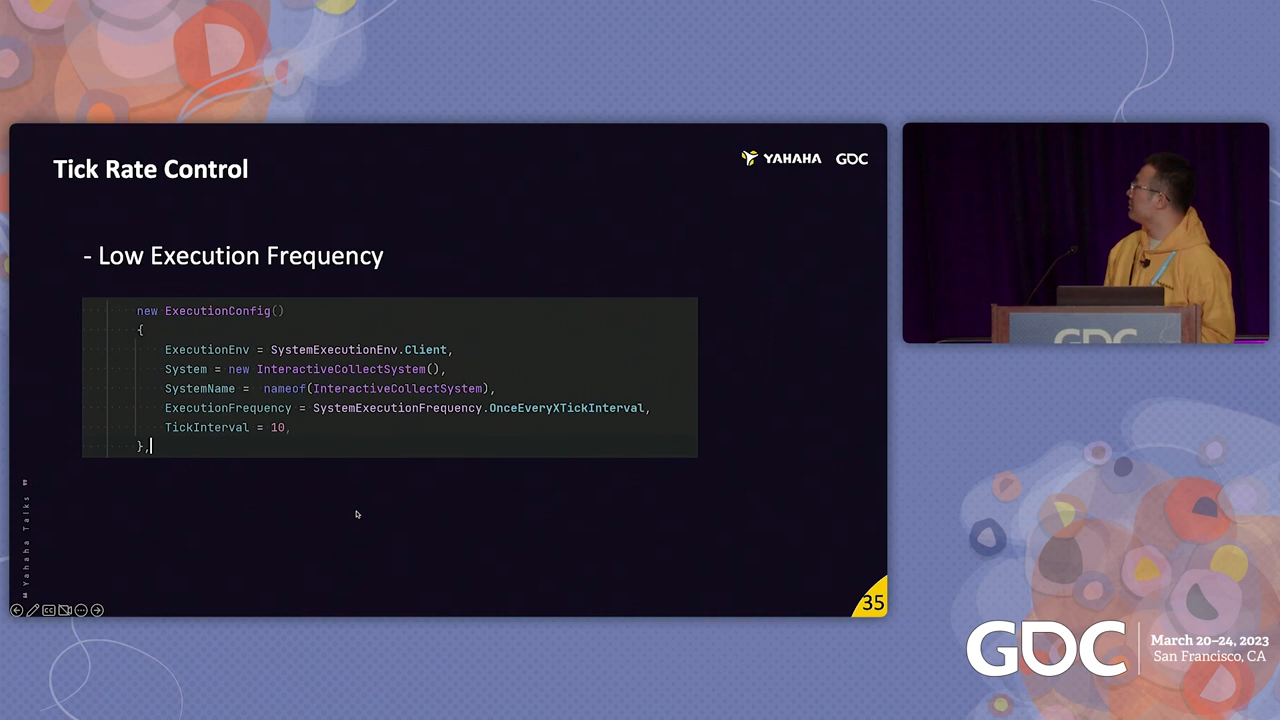 Tick Rate Control
YAHAHA GDC
- Low Execution Frequency
new ExecutionConfig()
{
ExecutionEnv = SystemExecutionEnv.Client,
System = new InteractiveCollectSystem(),
SystemName = nameof(InteractiveCollectSystem),
ExecutionFrequency = SystemExecutionFrequency.OnceEveryXTickInterval,
TickInterval = 10,
},
Yahaha Talks
35
GDC
GDC
March 20–24, 2023
San Francisco, CA